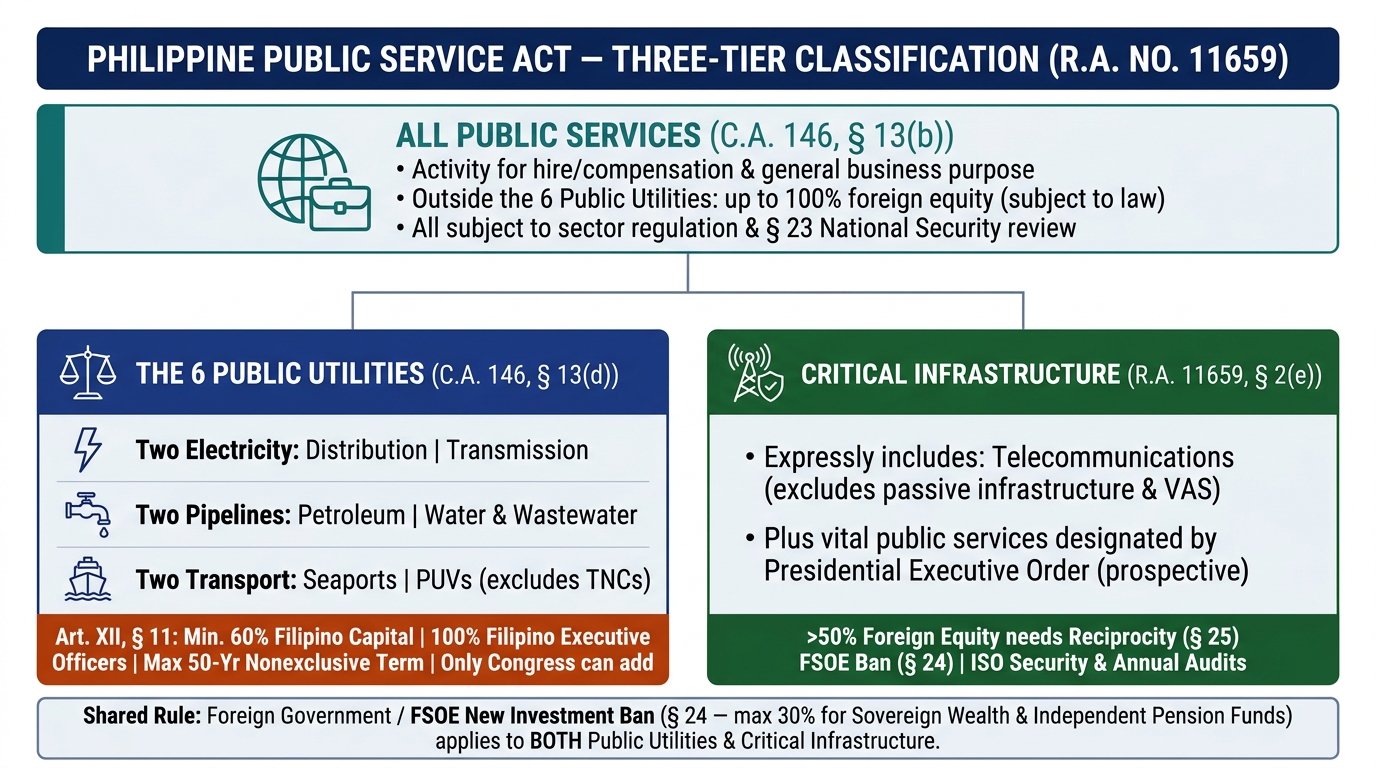 PHILIPPINE PUBLIC SERVICE ACT — THREE-TIER CLASSIFICATION (R.A. NO. 11659)
ALL PUBLIC SERVICES (C.A. 146, § 13(b))
• Activity for hire/compensation & general business purpose
• Outside the 6 Public Utilities: up to 100% foreign equity (subject to law)
• All subject to sector regulation & § 23 National Security review
THE 6 PUBLIC UTILITIES (C.A. 146, § 13(d))
Two Electricity: Distribution | Transmission
Two Pipelines: Petroleum | Water & Wastewater
Two Transport: Seaports | PUVs (excludes TNCs)
Art. XII, § 11: Min. 60% Filipino Capital | 100% Filipino Executive
Officers | Max 50-Yr Nonexclusive Term | Only Congress can add
CRITICAL INFRASTRUCTURE (R.A. 11659, § 2(e))
• Expressly includes: Telecommunications
(excludes passive infrastructure & VAS)
• Plus vital public services designated by
Presidential Executive Order (prospective)
>50% Foreign Equity needs Reciprocity (§ 25)
FSOE Ban (§ 24) | ISO Security & Annual Audits
Shared Rule: Foreign Government / FSOE New Investment Ban (§ 24 — max 30% for Sovereign Wealth & Independent Pension Funds)
applies to BOTH Public Utilities & Critical Infrastructure.